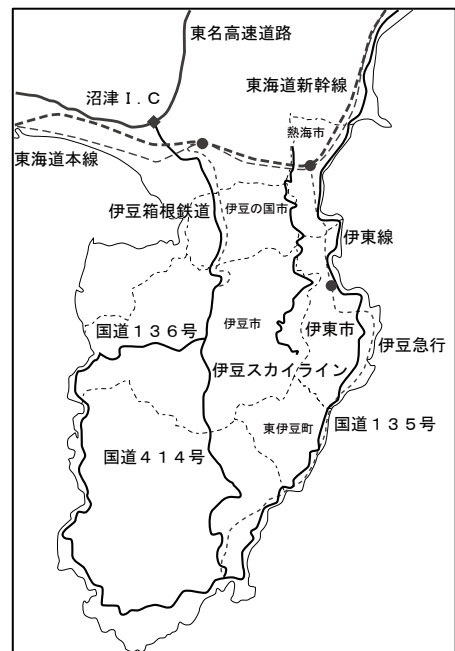 東名高速道路
東海道新幹線
沼津Ｉ．Ｃ
熱海市
東海道本線
伊豆箱根鉄道
伊豆の国市
伊東線
国道１３６号
伊豆市
伊東市
伊豆急行
伊豆スカイライン
国道１３５号
東伊豆町
国道４１４号